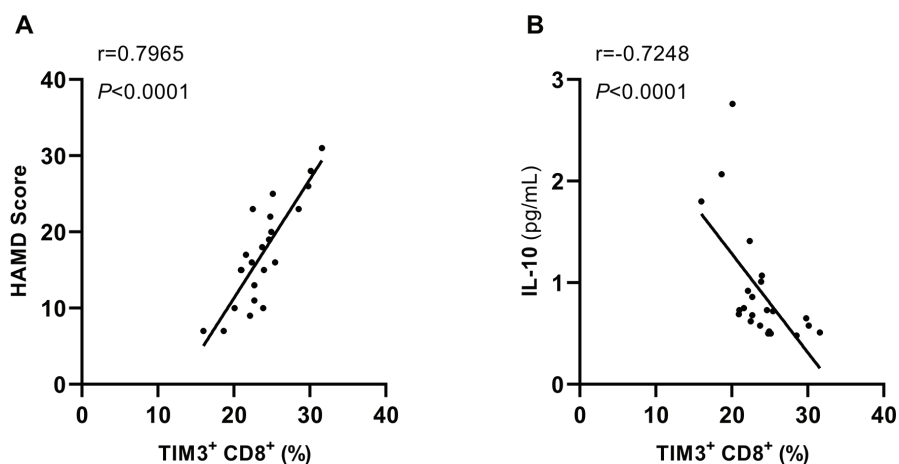 A
r=0.7965
P<0.0001
40
30
20
10
0
HAMD Score
0 10 20 30 40
TIM3⁺ CD8⁺ (%)
B
r=-0.7248
P<0.0001
3
2
1
0
IL-10 (pg/mL)
0 10 20 30 40
TIM3⁺ CD8⁺ (%)